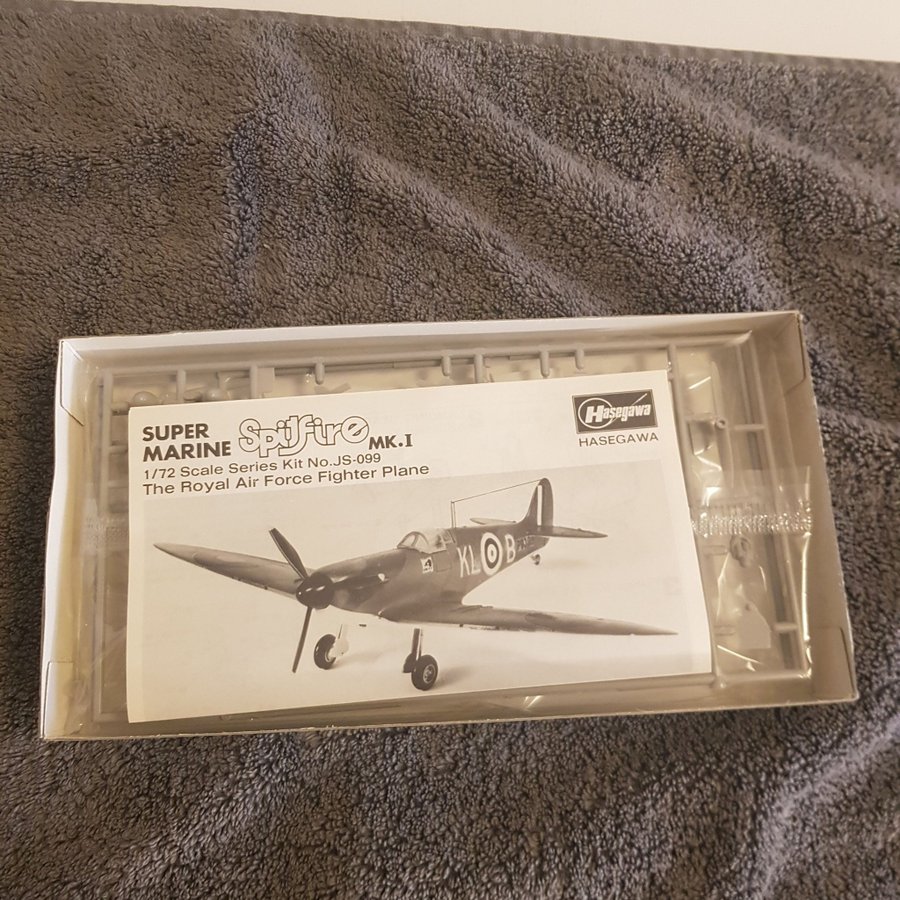 SUPER
MARINE Spitfire MK.I
1/72 Scale Series Kit No.JS-099
The Royal Air Force Fighter Plane
Hasegawa
HASEGAWA
KL B
4